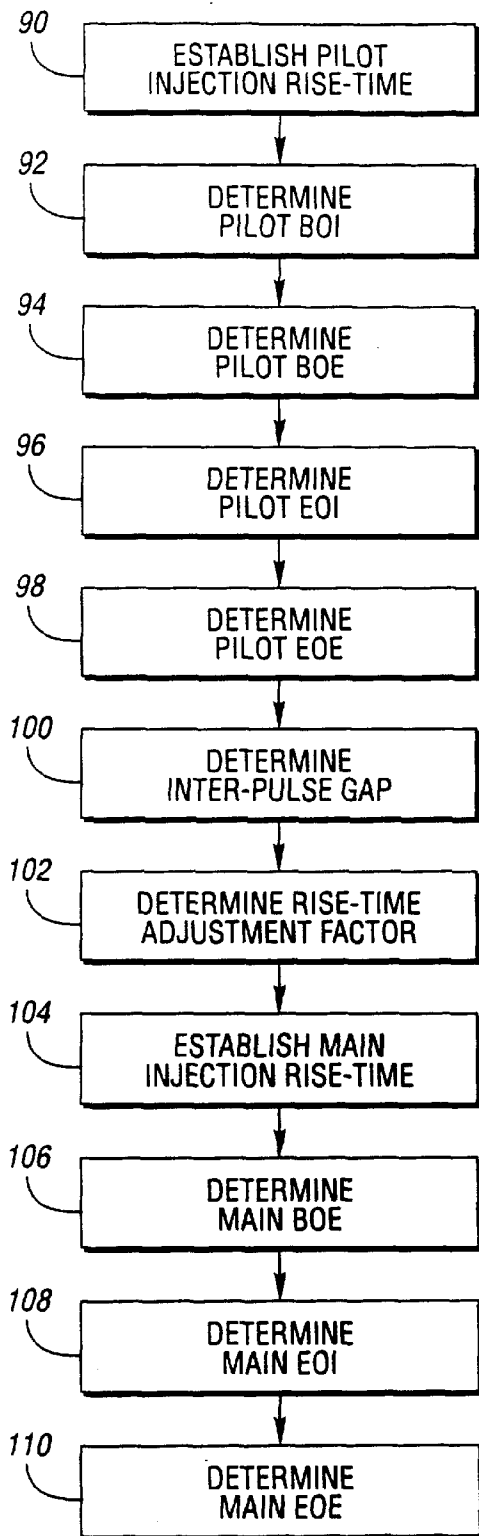 90
ESTABLISH PILOT
INJECTION RISE-TIME
92
DETERMINE
PILOT BOI
94
DETERMINE
PILOT BOE
96
DETERMINE
PILOT EOI
98
DETERMINE
PILOT EOE
100
DETERMINE
INTER-PULSE GAP
102
DETERMINE RISE-TIME
ADJUSTMENT FACTOR
104
ESTABLISH MAIN
INJECTION RISE-TIME
106
DETERMINE
MAIN BOE
108
DETERMINE
MAIN EOI
110
DETERMINE
MAIN EOE